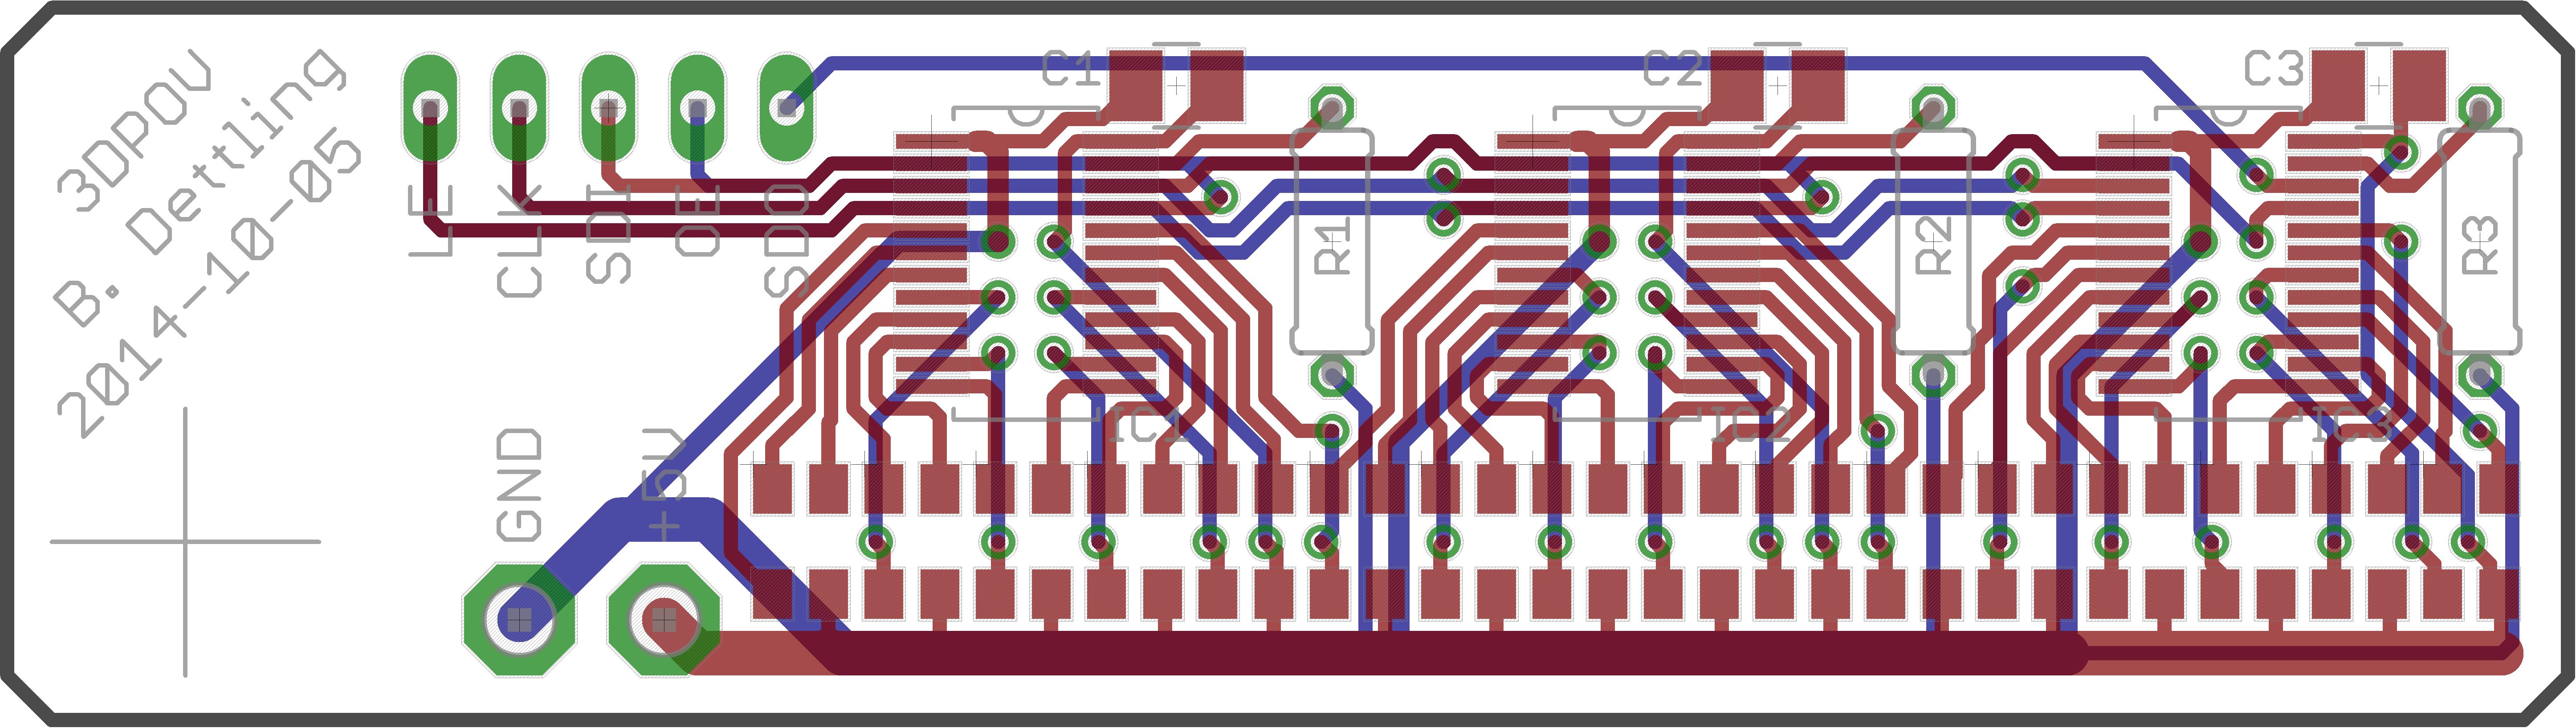 3DPOV
B. Dettling
2014-10-05
LE
CLK
SDI
OE
SDO
C1
C2
C3
R1
R2
R3
IC1
IC2
IC3
GND
+5V